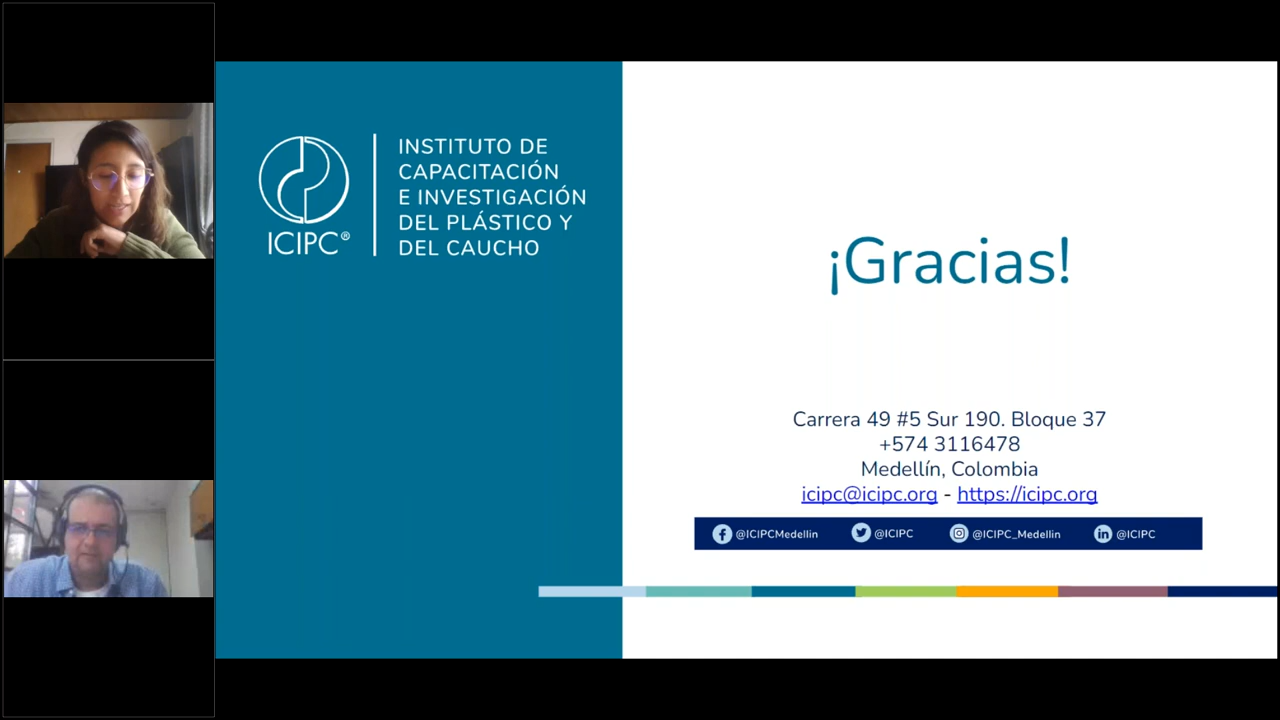 INSTITUTO DE
CAPACITACIÓN
E INVESTIGACIÓN
DEL PLÁSTICO Y
DEL CAUCHO
ICIPC®
¡Gracias!
Carrera 49 #5 Sur 190. Bloque 37
+574 3116478
Medellín, Colombia
icipc@icipc.org - https://icipc.org
@ICIPCMedellin @ICIPC @ICIPC_Medellin @ICIPC